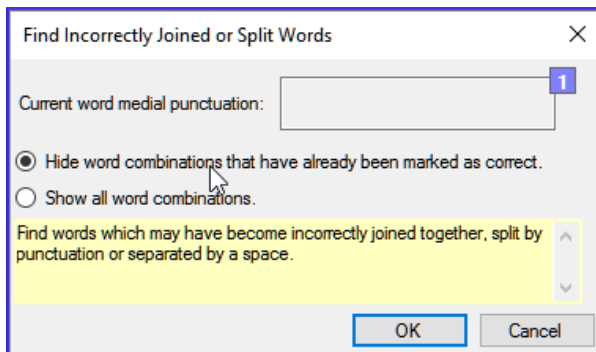 Find Incorrectly Joined or Split Words
Current word medial punctuation:
1
Hide word combinations that have already been marked as correct.
Show all word combinations.
Find words which may have become incorrectly joined together, split by
punctuation or separated by a space.
OK Cancel